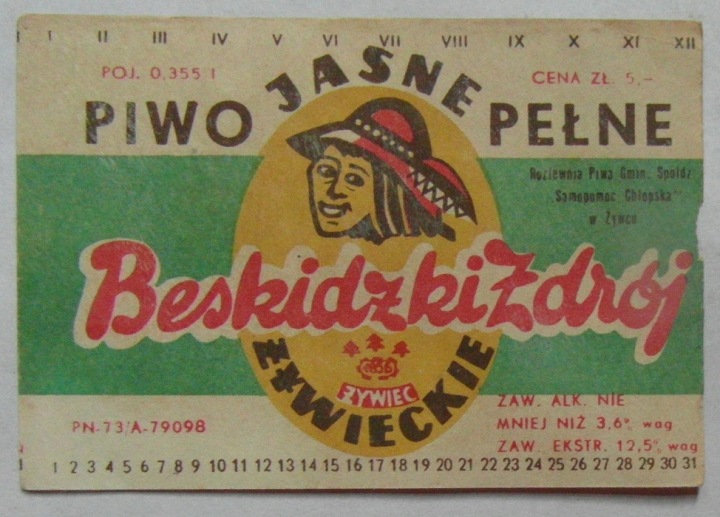 I II III IV V VI VII VIII IX X XI XII
POJ. 0,355 l
CENA ZŁ. 5,-
PIWO JASNE PEŁNE
Rozlewnia Piwa Gmin. Spółdz
„Samopomoc Chłopska"
w Żywcu
Beskidzki Zdrój
ŻYWIEC
ŻYWIECKIE
PN-73/A-79098
ZAW. ALK. NIE
MNIEJ NIŻ 3,6% wag
ZAW. EKSTR. 12,5% wag
1 2 3 4 5 6 7 8 9 10 11 12 13 14 15 16 17 18 19 20 21 22 23 24 25 26 27 28 29 30 31